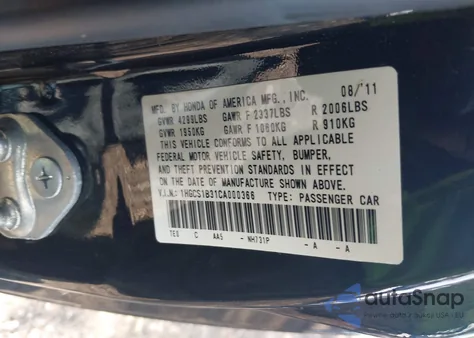 MFD. BY HONDA OF AMERICA MFG., INC. 08/'11
GVWR 4299LBS GAWR F 2337LBS R 2006LBS
GVWR 1950KG GAWR F 1060KG R 910KG
THIS VEHICLE CONFORMS TO ALL APPLICABLE
FEDERAL MOTOR VEHICLE SAFETY, BUMPER,
AND THEFT PREVENTION STANDARDS IN EFFECT
ON THE DATE OF MANUFACTURE SHOWN ABOVE.
V.I.N.: 1HGCS1B31CA000366 TYPE: PASSENGER CAR
C AA5 - NH731P - A - A
autoSnap